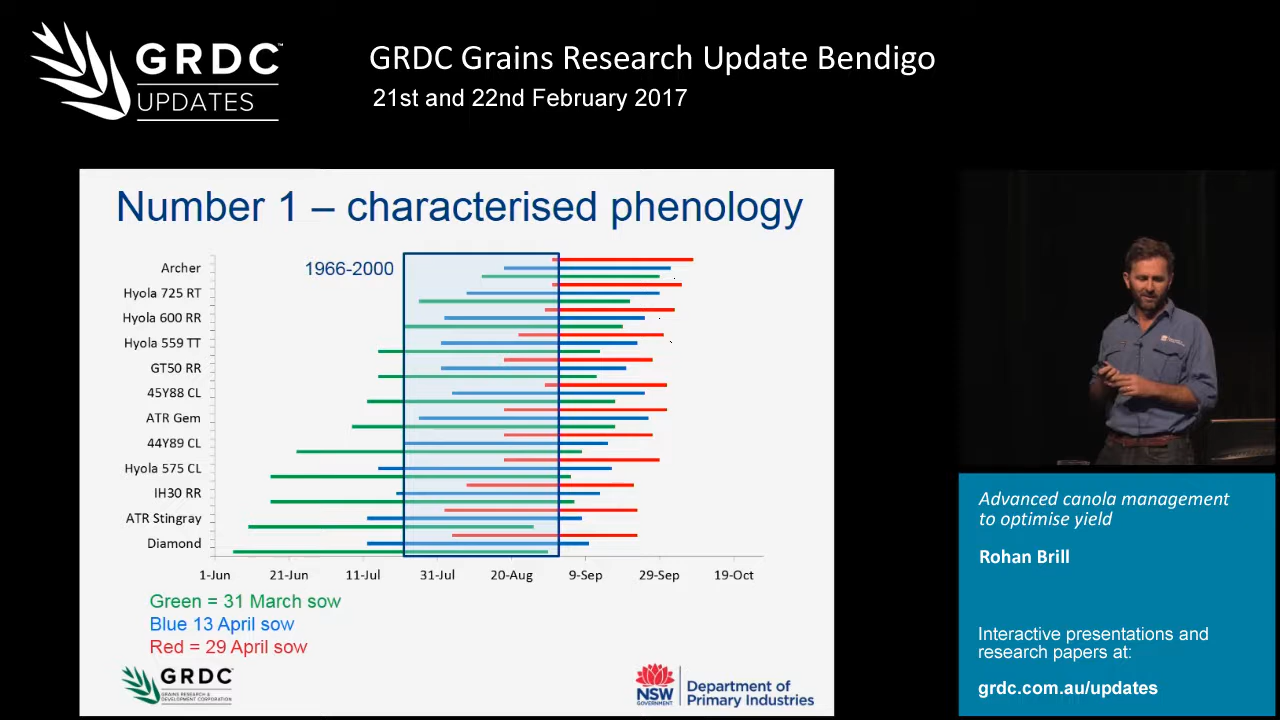 GRDC
UPDATES
GRDC Grains Research Update Bendigo
21st and 22nd February 2017
Number 1 – characterised phenology
1966-2000
Archer
Hyola 725 RT
Hyola 600 RR
Hyola 559 TT
GT50 RR
45Y88 CL
ATR Gem
44Y89 CL
Hyola 575 CL
IH30 RR
ATR Stingray
Diamond
1-Jun 21-Jun 11-Jul 31-Jul 20-Aug 9-Sep 29-Sep 19-Oct
Green = 31 March sow
Blue 13 April sow
Red = 29 April sow
GRDC
GRAINS RESEARCH &
DEVELOPMENT CORPORATION
NSW
GOVERNMENT
Department of
Primary Industries
Advanced canola management
to optimise yield
Rohan Brill
Interactive presentations and
research papers at:
grdc.com.au/updates